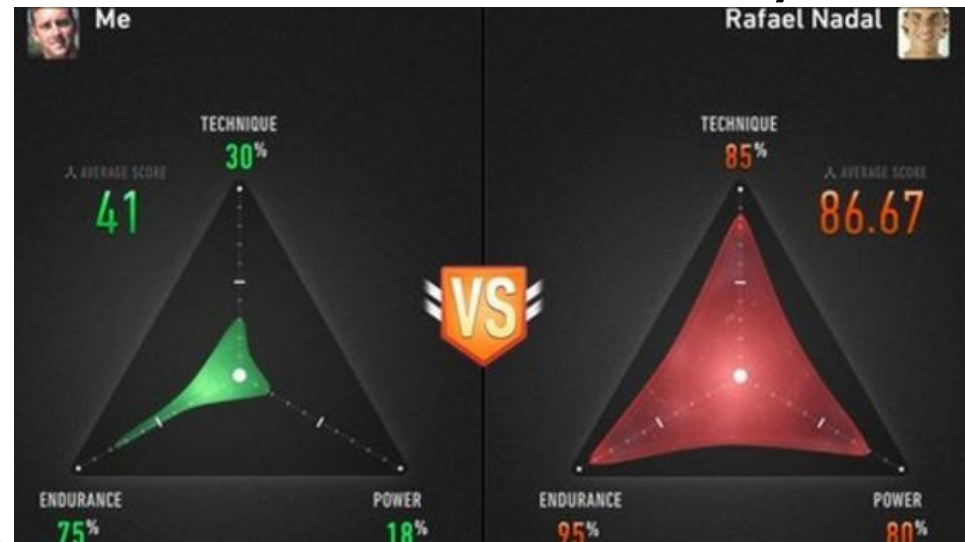 Me
Rafael Nadal
TECHNIQUE
30%
AVERAGE SCORE
41
ENDURANCE
75%
POWER
18%
VS
TECHNIQUE
85%
AVERAGE SCORE
86.67
ENDURANCE
95%
POWER
80%